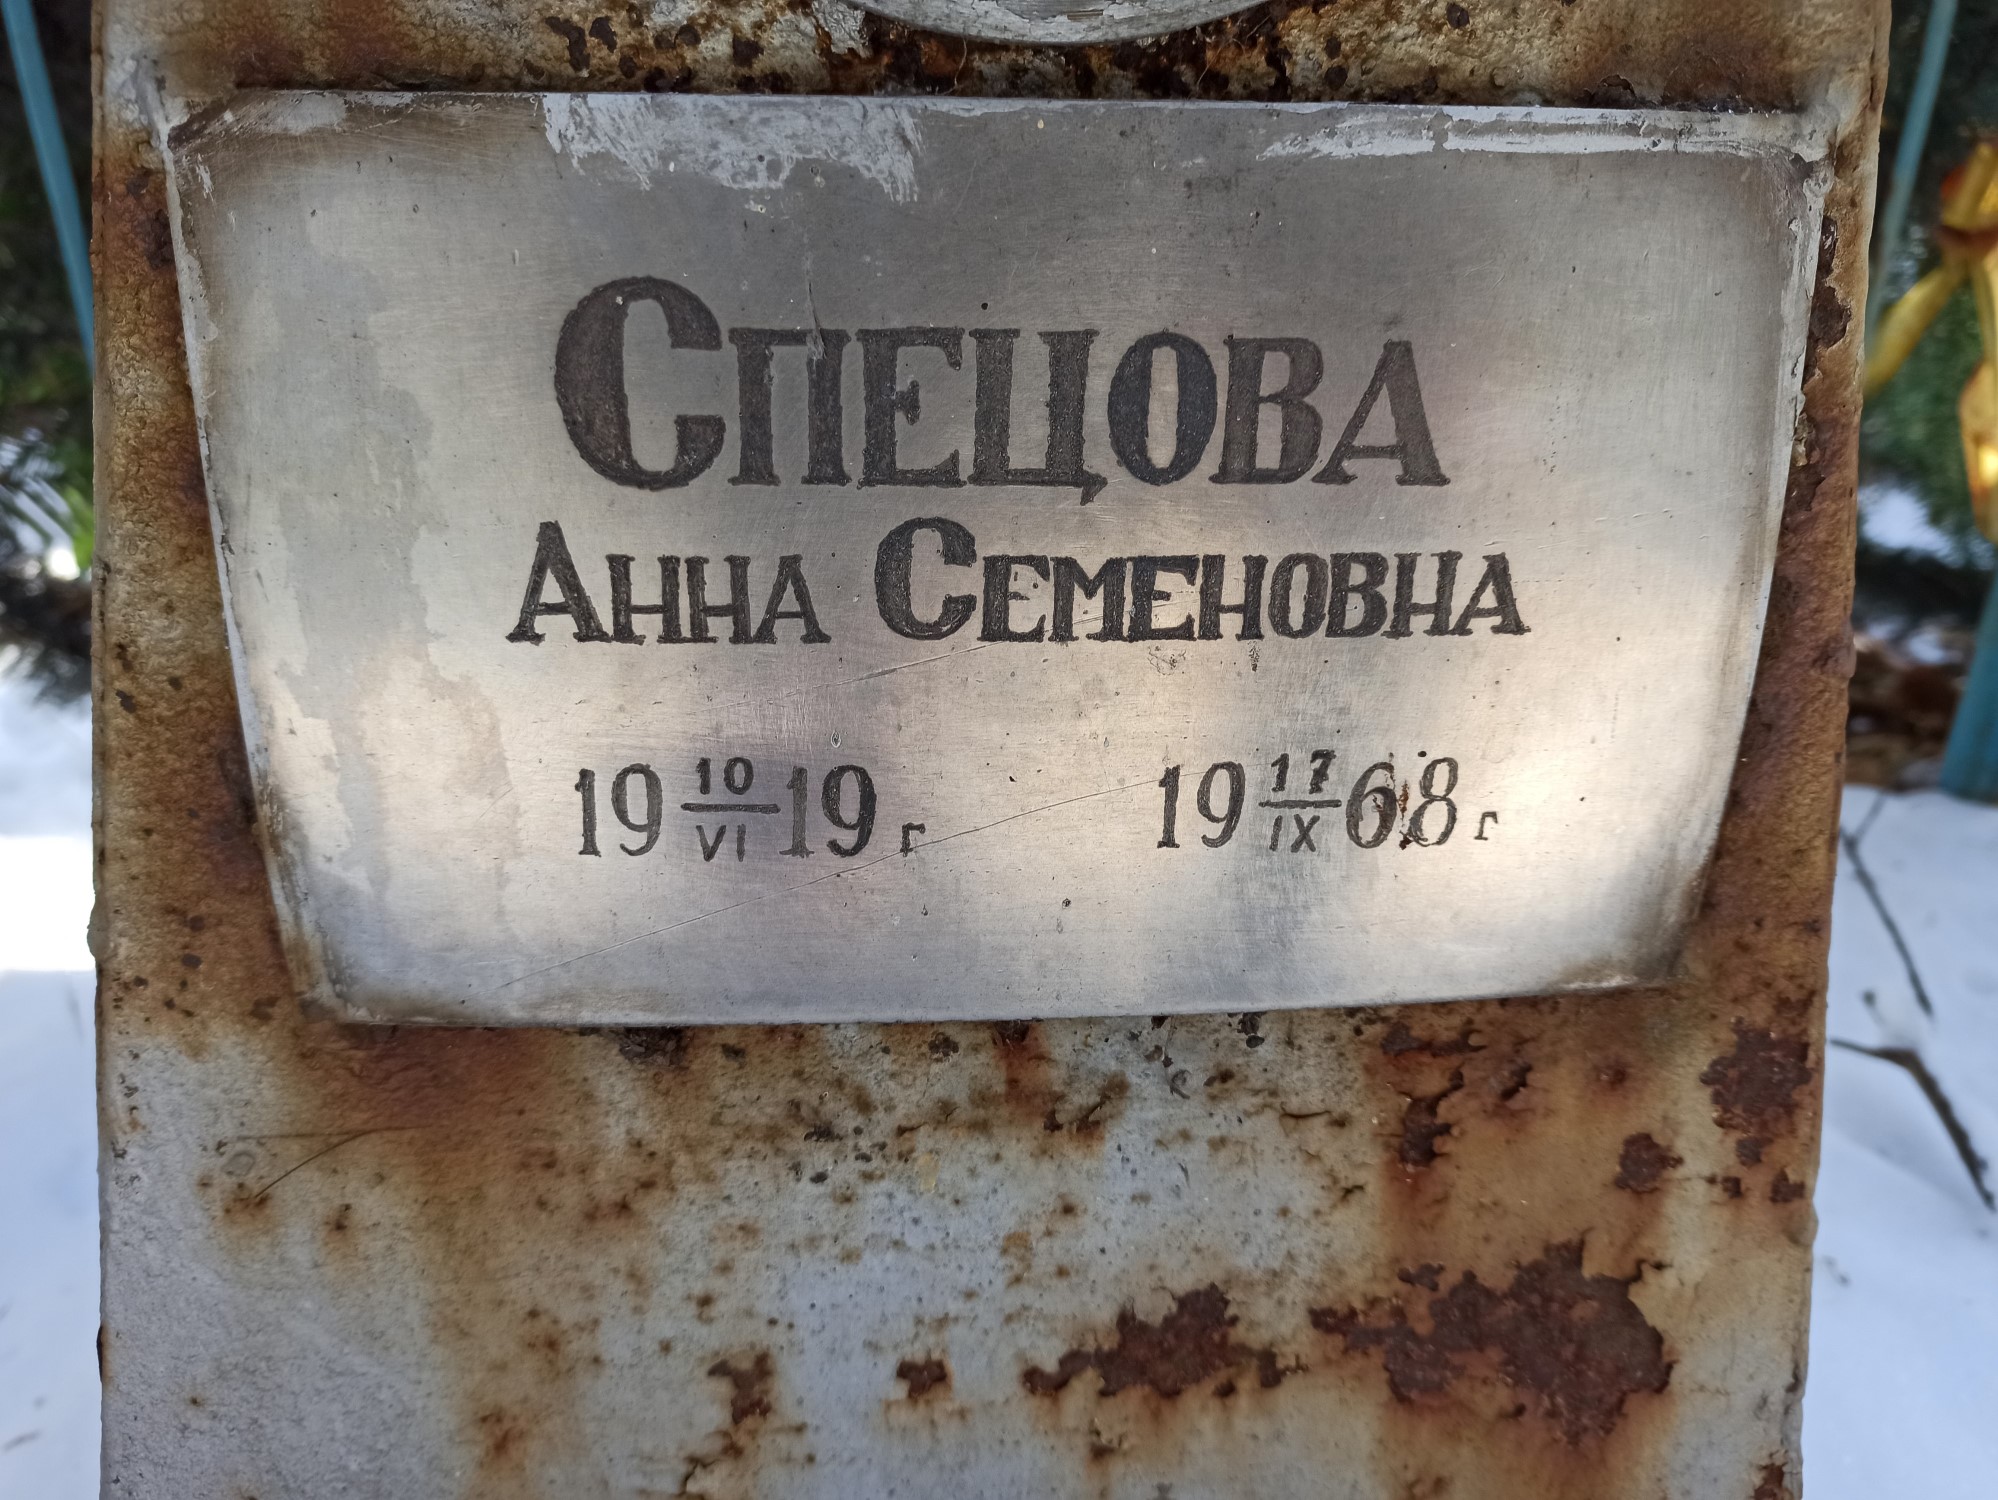 Спецова
Анна Семеновна
19 10/VI 19 г 19 17/IX 68 г